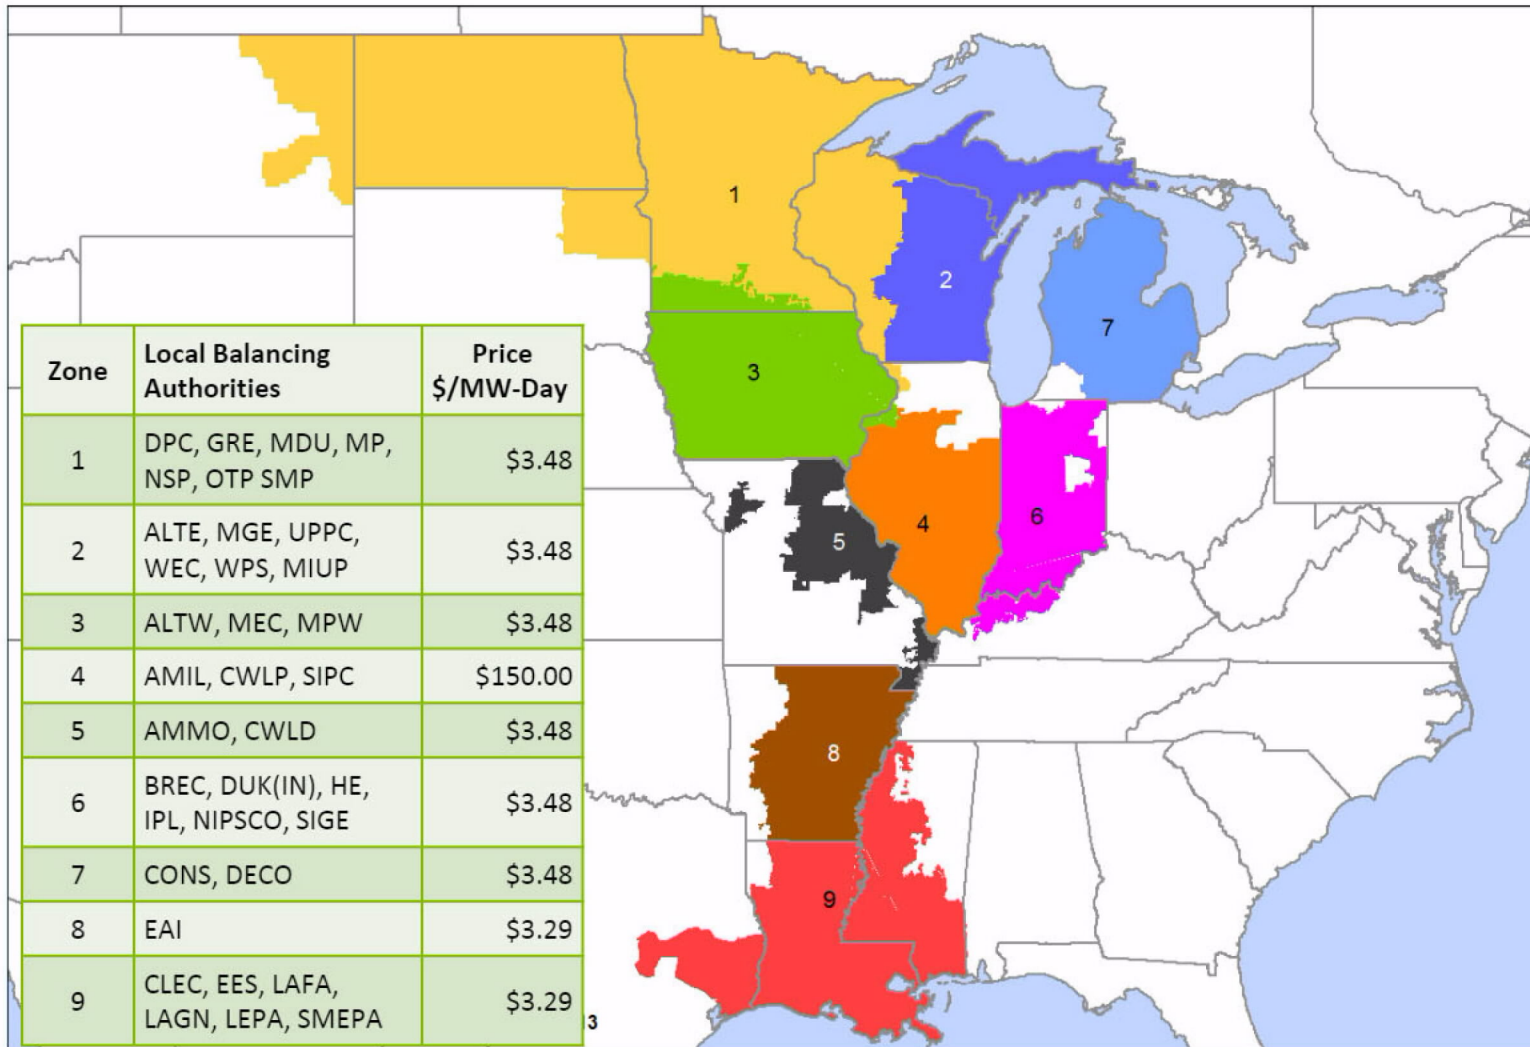 Zone
Local Balancing
Authorities
Price
$/MW-Day
1
DPC, GRE, MDU, MP,
NSP, OTP SMP
$3.48
2
ALTE, MGE, UPPC,
WEC, WPS, MIUP
$3.48
3
ALTW, MEC, MPW
$3.48
4
AMIL, CWLP, SIPC
$150.00
5
AMMO, CWLD
$3.48
6
BREC, DUK(IN), HE,
IPL, NIPSCO, SIGE
$3.48
7
CONS, DECO
$3.48
8
EAI
$3.29
9
CLEC, EES, LAFA,
LAGN, LEPA, SMEPA
$3.29
1
2
7
3
4
6
5
8
9
13